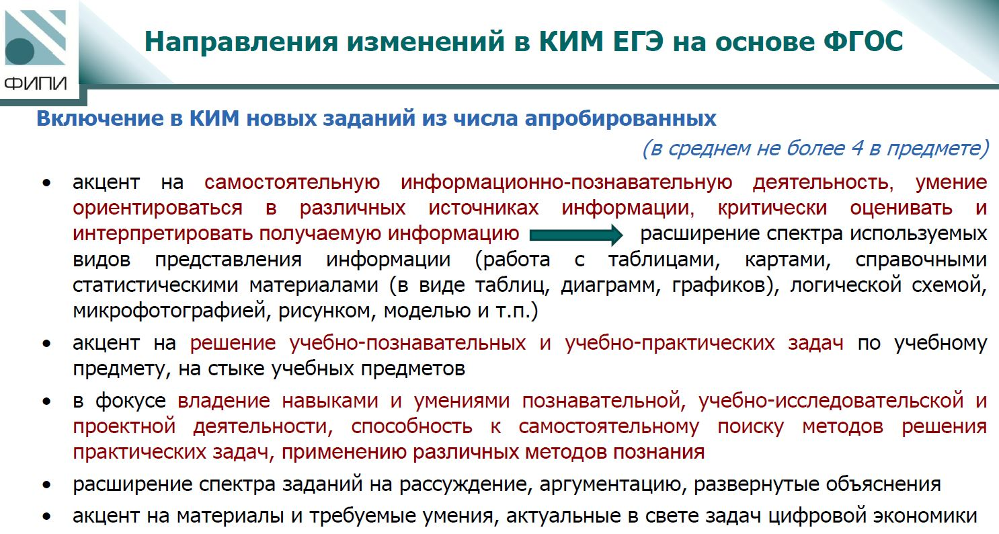 ФИПИ
Направления изменений в КИМ ЕГЭ на основе ФГОС
Включение в КИМ новых заданий из числа апробированных
(в среднем не более 4 в предмете)
• акцент на самостоятельную информационно-познавательную деятельность, умение
ориентироваться в различных источниках информации, критически оценивать и
интерпретировать получаемую информацию расширение спектра используемых
видов представления информации (работа с таблицами, картами, справочными
статистическими материалами (в виде таблиц, диаграмм, графиков), логической схемой,
микрофотографией, рисунком, моделью и т.п.)
• акцент на решение учебно-познавательных и учебно-практических задач по учебному
предмету, на стыке учебных предметов
• в фокусе владение навыками и умениями познавательной, учебно-исследовательской и
проектной деятельности, способность к самостоятельному поиску методов решения
практических задач, применению различных методов познания
• расширение спектра заданий на рассуждение, аргументацию, развернутые объяснения
• акцент на материалы и требуемые умения, актуальные в свете задач цифровой экономики